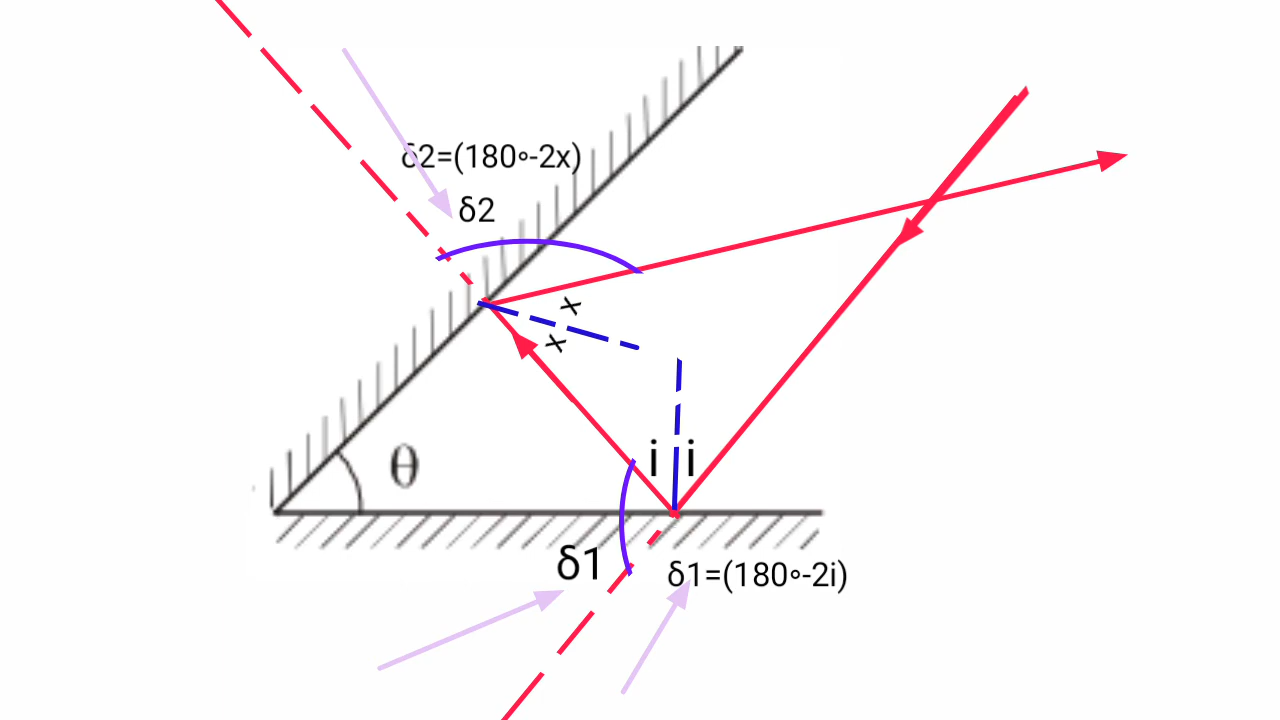 δ2=(180∘-2x)
δ2
x
x
i i
θ
δ1
δ1=(180∘-2i)